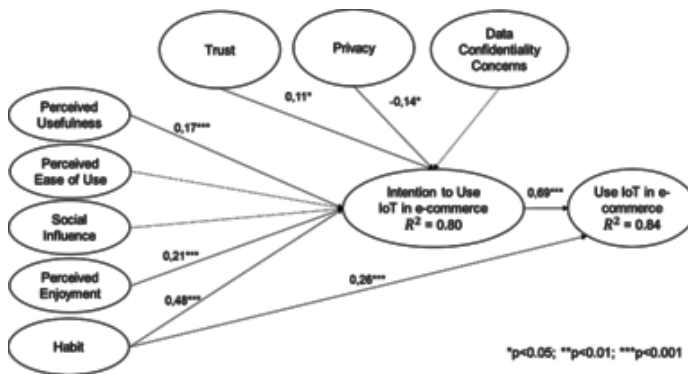 Trust
Privacy
Data
Confidentiality
Concerns
0,11*
-0,14*
Perceived
Usefulness
0,17***
Perceived
Ease of Use
Social
Influence
Perceived
Enjoyment
0,21***
Habit
0,48***
Intention to Use
IoT in e-commerce
R² = 0.80
0,69***
Use IoT in e-
commerce
R² = 0.84
0,26***
*p<0.05; **p<0.01; ***p<0.001